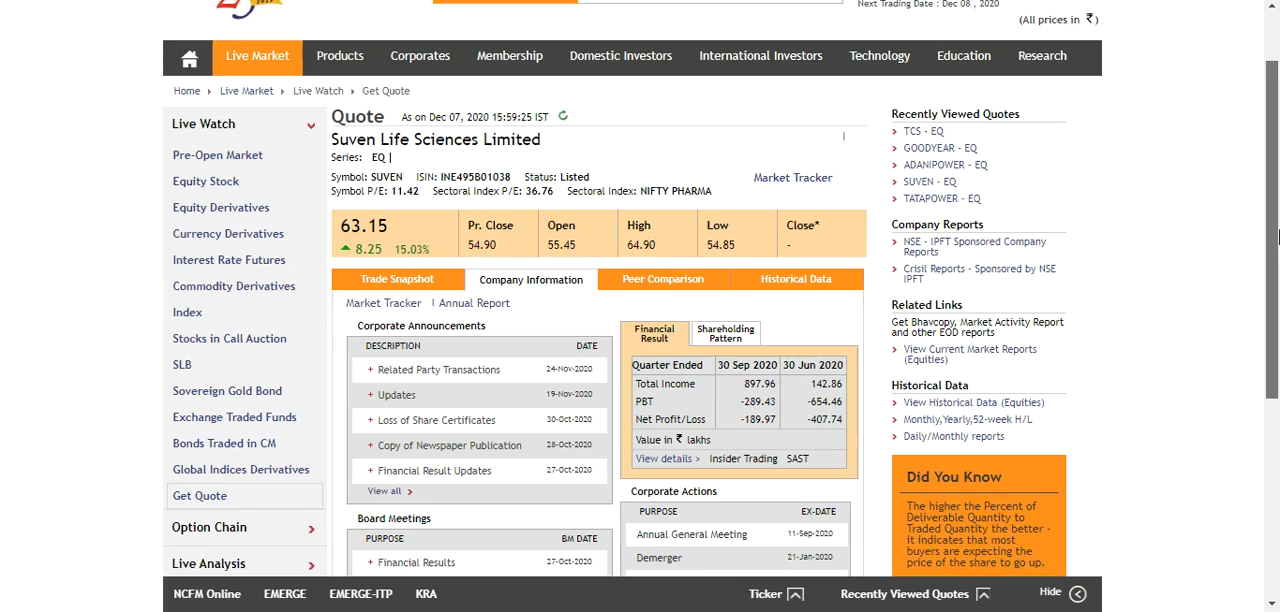 Next Trading Date : Dec 08 , 2020
(All prices in ₹ )
Live Market Products Corporates Membership Domestic Investors International Investors Technology Education Research
Home Live Market Live Watch Get Quote
Live Watch
Pre-Open Market
Equity Stock
Equity Derivatives
Currency Derivatives
Interest Rate Futures
Commodity Derivatives
Index
Stocks in Call Auction
SLB
Sovereign Gold Bond
Exchange Traded Funds
Bonds Traded in CM
Global Indices Derivatives
Get Quote
Option Chain
Live Analysis
Quote As on Dec 07, 2020 15:59:25 IST
Suven Life Sciences Limited
Series: EQ |
Symbol: SUVEN ISIN: INE495B01038 Status: Listed
Market Tracker
Symbol P/E: 11.42 Sectoral Index P/E: 36.76 Sectoral Index: NIFTY PHARMA
63.15 Pr. Close Open High Low Close*
8.25 15.03% 54.90 55.45 64.90 54.85 -
Trade Snapshot Company Information Peer Comparison Historical Data
Market Tracker | Annual Report
Corporate Announcements
DESCRIPTION DATE
+ Related Party Transactions 24-Nov-2020
+ Updates 19-Nov-2020
+ Loss of Share Certificates 30-Oct-2020
+ Copy of Newspaper Publication 28-Oct-2020
+ Financial Result Updates 27-Oct-2020
View all
Board Meetings
PURPOSE BM DATE
+ Financial Results 27-Oct-2020
Financial Result
Shareholding Pattern
Quarter Ended 30 Sep 2020 30 Jun 2020
Total Income 897.96 142.86
PBT -289.43 -654.46
Net Profit/Loss -189.97 -407.74
Value in ₹ lakhs
View details > Insider Trading SAST
Corporate Actions
PURPOSE EX-DATE
Annual General Meeting 11-Sep-2020
Demerger 21-Jan-2020
Recently Viewed Quotes
TCS - EQ
GOODYEAR - EQ
ADANIPOWER - EQ
SUVEN - EQ
TATAPOWER - EQ
Company Reports
NSE - IPFT Sponsored Company
Reports
Crisil Reports - Sponsored by NSE
IPFT
Related Links
Get Bhavcopy, Market Activity Report
and other EOD reports
View Current Market Reports
(Equities)
Historical Data
View Historical Data (Equities)
Monthly,Yearly,52-week H/L
Daily/Monthly reports
Did You Know
The higher the Percent of
Deliverable Quantity to
Traded Quantity the better -
it indicates that most
buyers are expecting the
price of the share to go up.
NCFM Online EMERGE EMERGE-ITP KRA Ticker Recently Viewed Quotes Hide